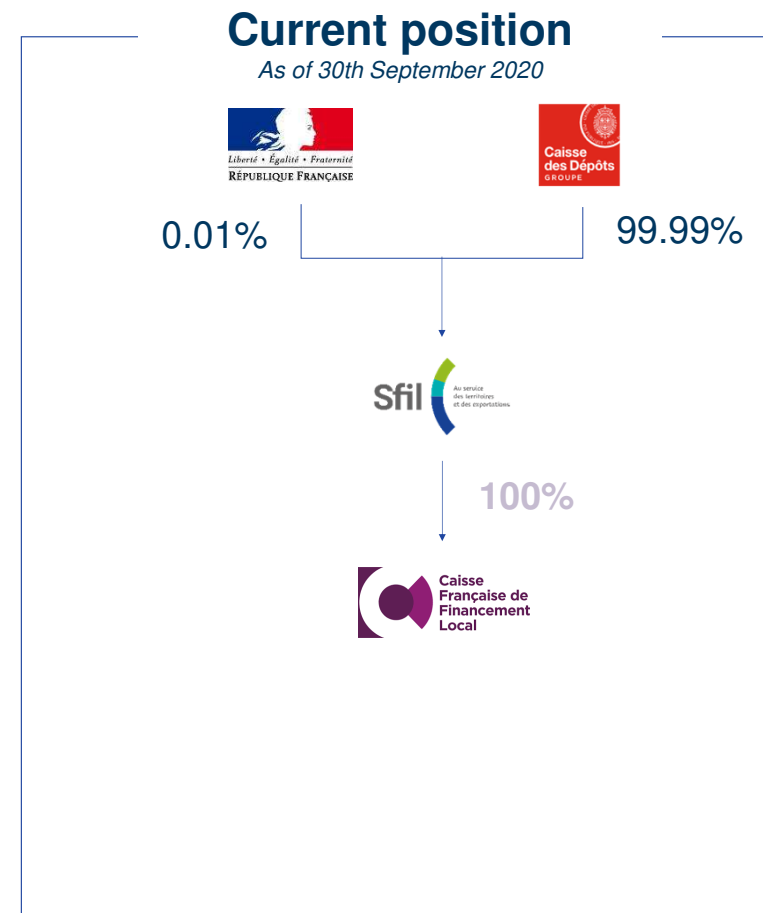 Current position
As of 30th September 2020
Liberté • Égalité • Fraternité
RÉPUBLIQUE FRANÇAISE
Caisse
des Dépôts
GROUPE
0.01%
99.99%
Sfil
Au service
des territoires
et des exportations
100%
Caisse
Française de
Financement
Local